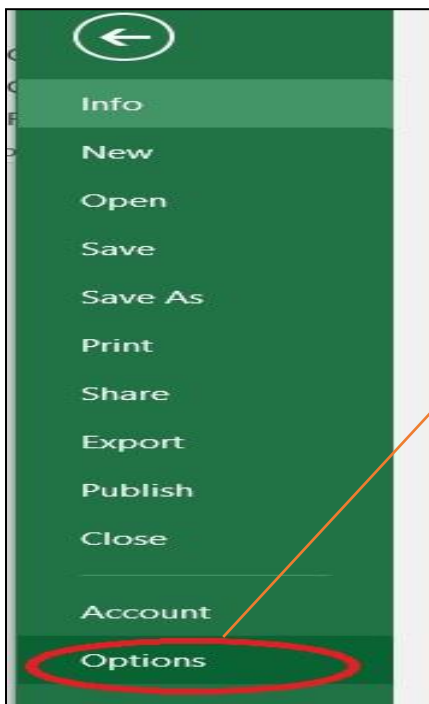 Info
New
Open
Save
Save As
Print
Share
Export
Publish
Close
Account
Options